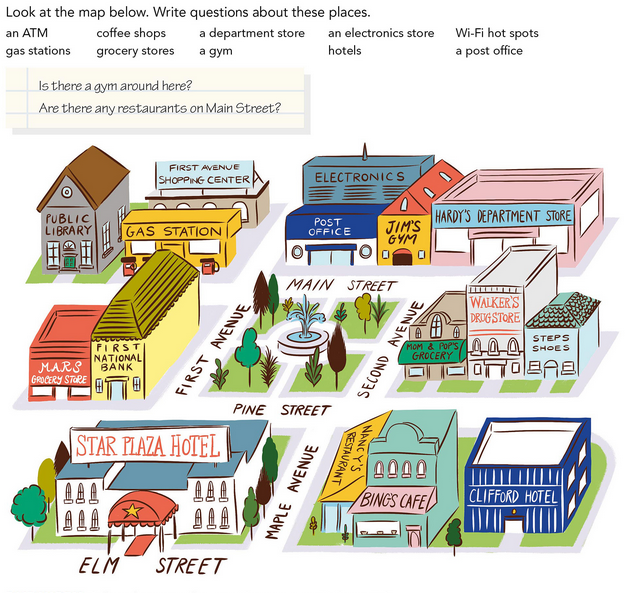 Look at the map below. Write questions about these places.
an ATM coffee shops a department store an electronics store Wi-Fi hot spots
gas stations grocery stores a gym hotels a post office
Is there a gym around here?
Are there any restaurants on Main Street?
PUBLIC
LIBRARY
FIRST AVENUE
SHOPPING CENTER
GAS STATION
ELECTRONICS
POST
OFFICE
JIM'S
GYM
HARDY'S DEPARTMENT STORE
MAIN STREET
MARS
GROCERY STORE
FIRST
NATIONAL
BANK
FIRST AVENUE
SECOND AVENUE
MOM & POP'S
GROCERY
WALKER'S
DRUGSTORE
STEPS
SHOES
PINE STREET
STAR PLAZA HOTEL
MAPLE AVENUE
NANCY'S
RESTAURANT
BING'S CAFE
CLIFFORD HOTEL
ELM STREET